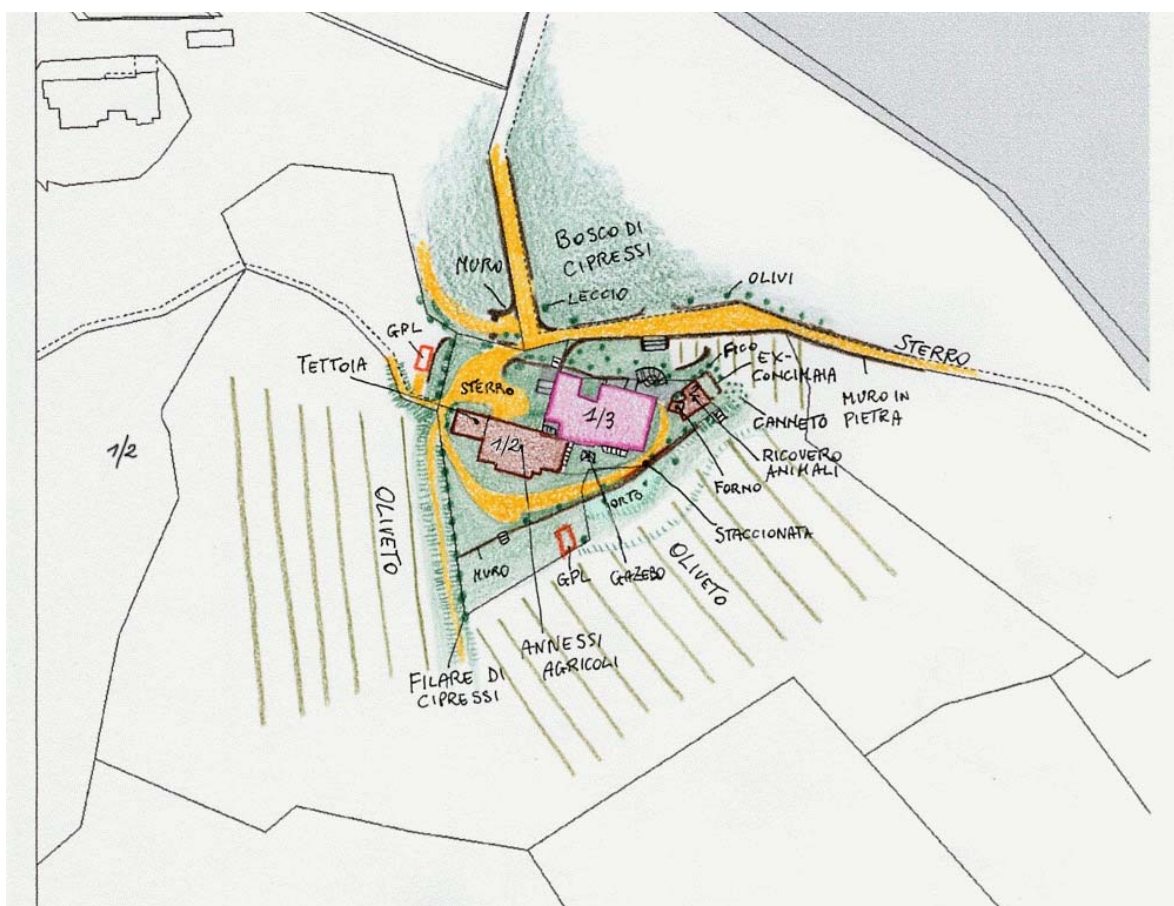 BOSCO DI
CIPRESSI
MURO
LECCIO
OLIVI
GPL
STERRO
TETTOIA
STERRO
FICO
EX-
CONCIMAIA
MURO IN
PIETRA
CANNETO
1/3
1/2
1/2
RICOVERO
ANIMALI
FORNO
ORTO
STACCIONATA
OLIVETO
OLIVETO
MURO
GPL
GAZEBO
ANNESSI
AGRICOLI
FILARE DI
CIPRESSI